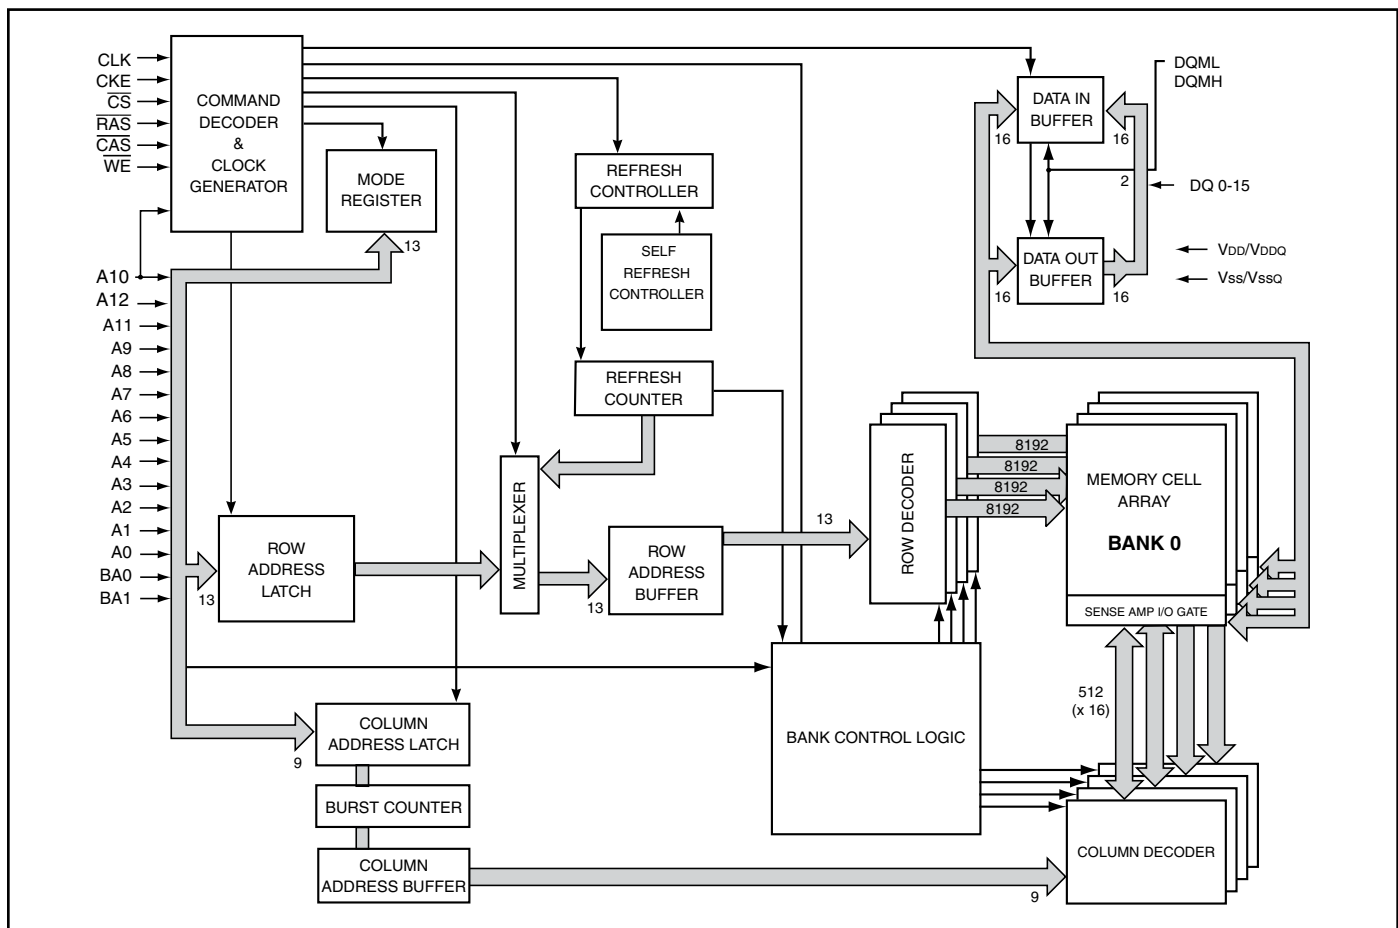 CLK
CKE
CS
RAS
CAS
WE
COMMAND
DECODER
&
CLOCK
GENERATOR
MODE
REGISTER
13
REFRESH
CONTROLLER
SELF
REFRESH
CONTROLLER
REFRESH
COUNTER
DATA IN
BUFFER
16
16
DQML
DQMH
2
DQ 0-15
DATA OUT
BUFFER
16
16
VDD/VDDQ
Vss/VssQ
A10
A12
A11
A9
A8
A7
A6
A5
A4
A3
A2
A1
A0
BA0
BA1
13
ROW
ADDRESS
LATCH
MULTIPLEXER
13
ROW
ADDRESS
BUFFER
13
ROW DECODER
8192
8192
8192
8192
MEMORY CELL
ARRAY
BANK 0
SENSE AMP I/O GATE
512
(x 16)
BANK CONTROL LOGIC
9
COLUMN
ADDRESS LATCH
BURST COUNTER
COLUMN
ADDRESS BUFFER
9
COLUMN DECODER